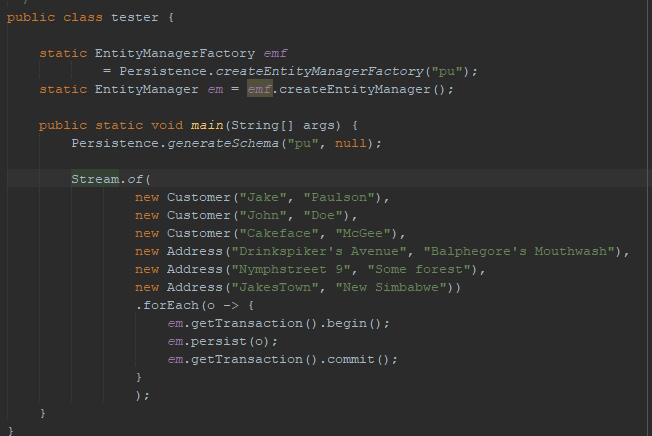 }
public class tester {
static EntityManagerFactory emf
= Persistence.createEntityManagerFactory("pu");
static EntityManager em = emf.createEntityManager();
public static void main(String[] args) {
Persistence.generateSchema("pu", null);
Stream.of(
new Customer("Jake", "Paulson"),
new Customer("John", "Doe"),
new Customer("Cakeface", "McGee"),
new Address("Drinkspiker's Avenue", "Balphegore's Mouthwash"),
new Address("Nymphstreet 9", "Some forest"),
new Address("JakesTown", "New Simbabwe"))
.forEach(o -> {
em.getTransaction().begin();
em.persist(o);
em.getTransaction().commit();
}
);
}
}